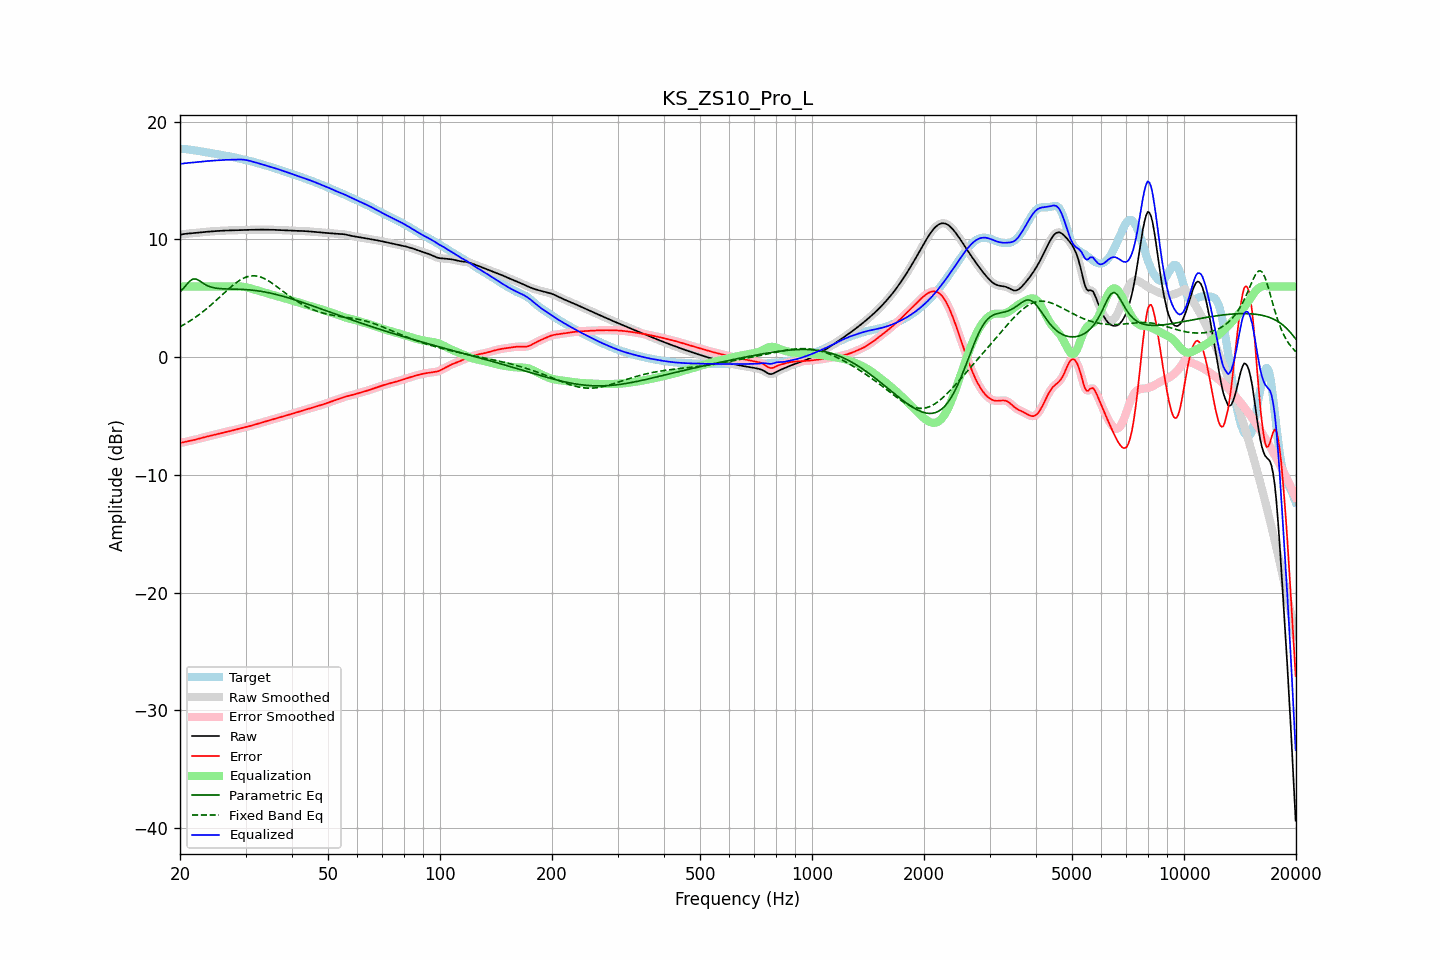 KS_ZS10_Pro_L
20
10
0
−10
−20
−30
−40
Amplitude (dBr)
Target
Raw Smoothed
Error Smoothed
Raw
Error
Equalization
Parametric Eq
Fixed Band Eq
Equalized
20 50 100 200 500 1000 2000 5000 10000 20000
Frequency (Hz)